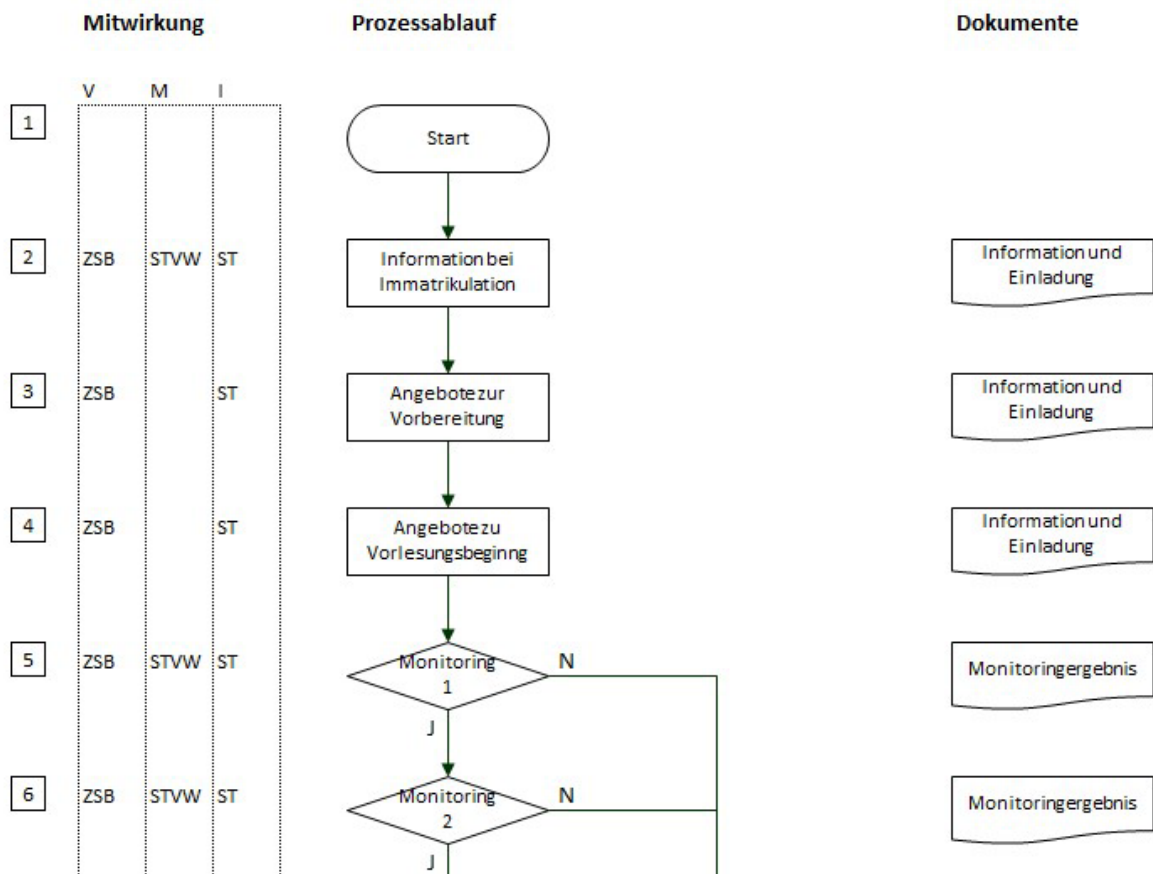 Mitwirkung Prozessablauf Dokumente
V M I
1 Start
2 ZSB STVW ST Information bei Information und
Immatrikulation Einladung
3 ZSB ST Angebote zur Information und
Vorbereitung Einladung
4 ZSB ST Angebote zu Information und
Vorlesungsbeginng Einladung
5 ZSB STVW ST Monitoring N Monitoringergebnis
1
J
6 ZSB STVW ST Monitoring N Monitoringergebnis
2
J